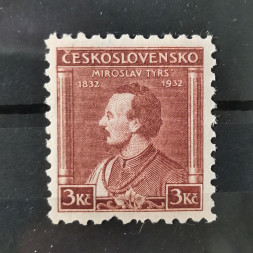 ČESKOSLOVENSKO
MIROSLAV TYRŠ
1832 1932
3Kč 3Kč